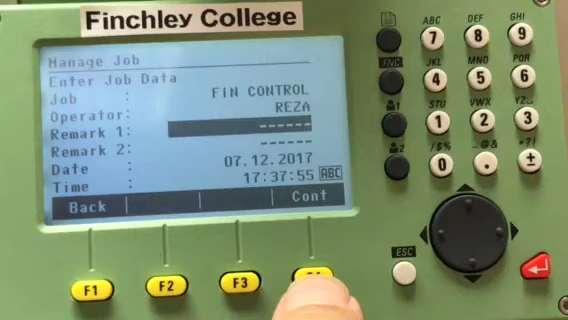 Finchley College
Manage Job
Enter Job Data
Job : FIN CONTROL
Operator: REZA
Remark 1: ------
Remark 2: ------
Date : 07.12.2017
Time : 17:37:55 ABC
Back Cont
F1 F2 F3
ABC DEF GHI
7 8 9
FNC JKL MNO PQR
4 5 6
1 STU VWX
1 2 3
2 /$% _@& *?!
0 . ±
ESC